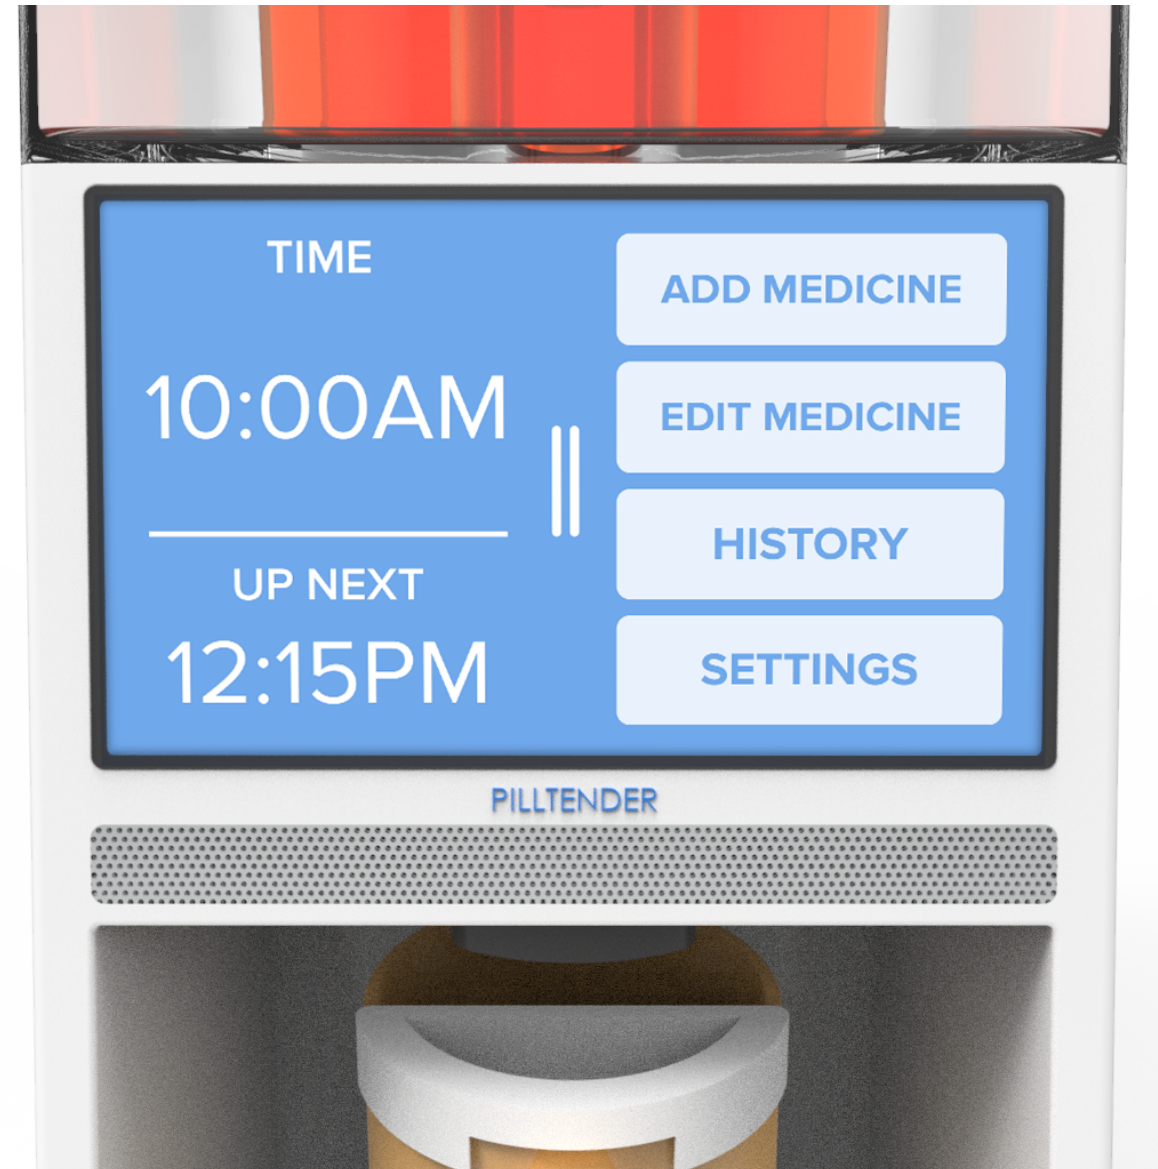 TIME
10:00AM
UP NEXT
12:15PM
ADD MEDICINE
EDIT MEDICINE
HISTORY
SETTINGS
PILLTENDER